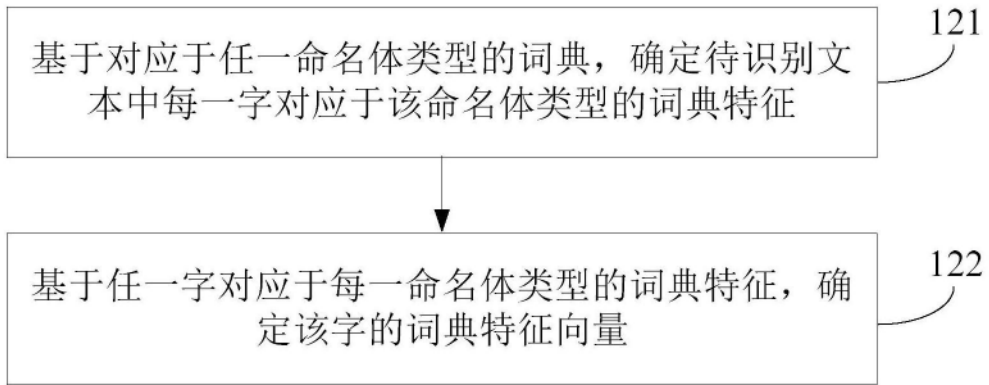 121
基于对应于任一命名体类型的词典，确定待识别文
本中每一字对应于该命名体类型的词典特征
122
基于任一字对应于每一命名体类型的词典特征，确
定该字的词典特征向量